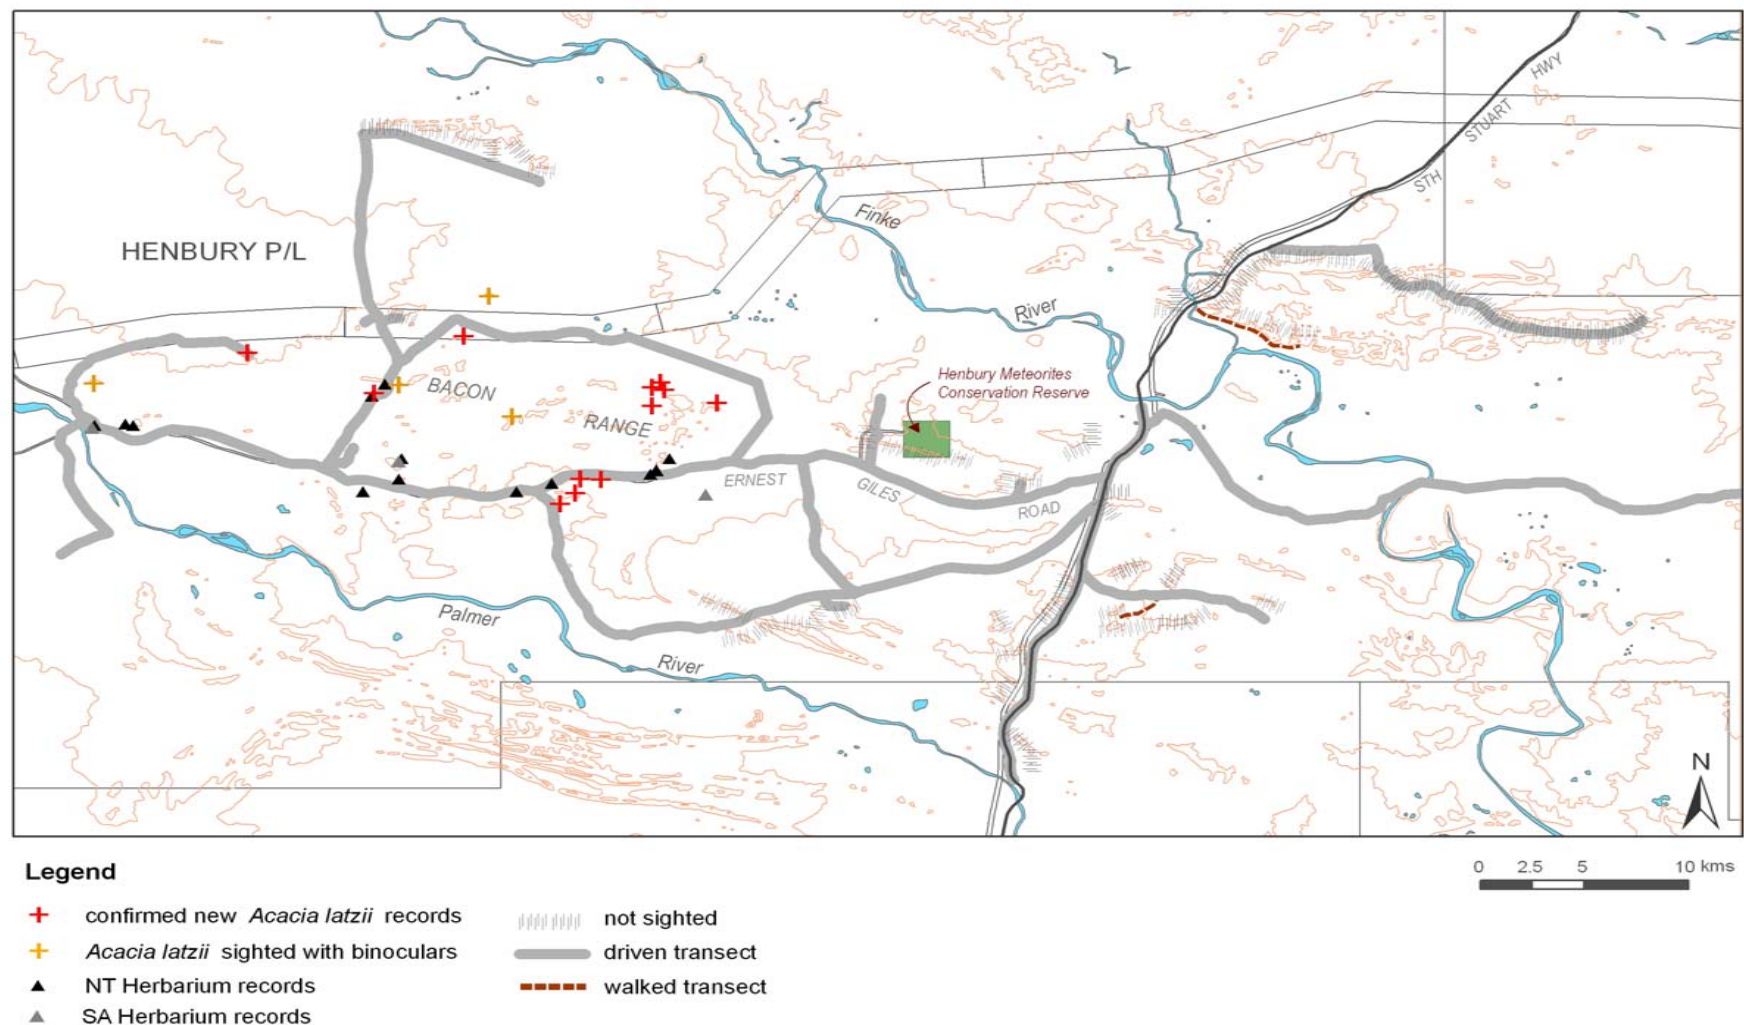 HWY
STUART
STH
Finke
HENBURY P/L
River
Henbury Meteorites
Conservation Reserve
BACON
RANGE
ERNEST
GILES
ROAD
Palmer
River
N
Legend
0 2.5 5 10 kms
confirmed new Acacia latzii records
not sighted
Acacia latzii sighted with binoculars
driven transect
NT Herbarium records
walked transect
SA Herbarium records